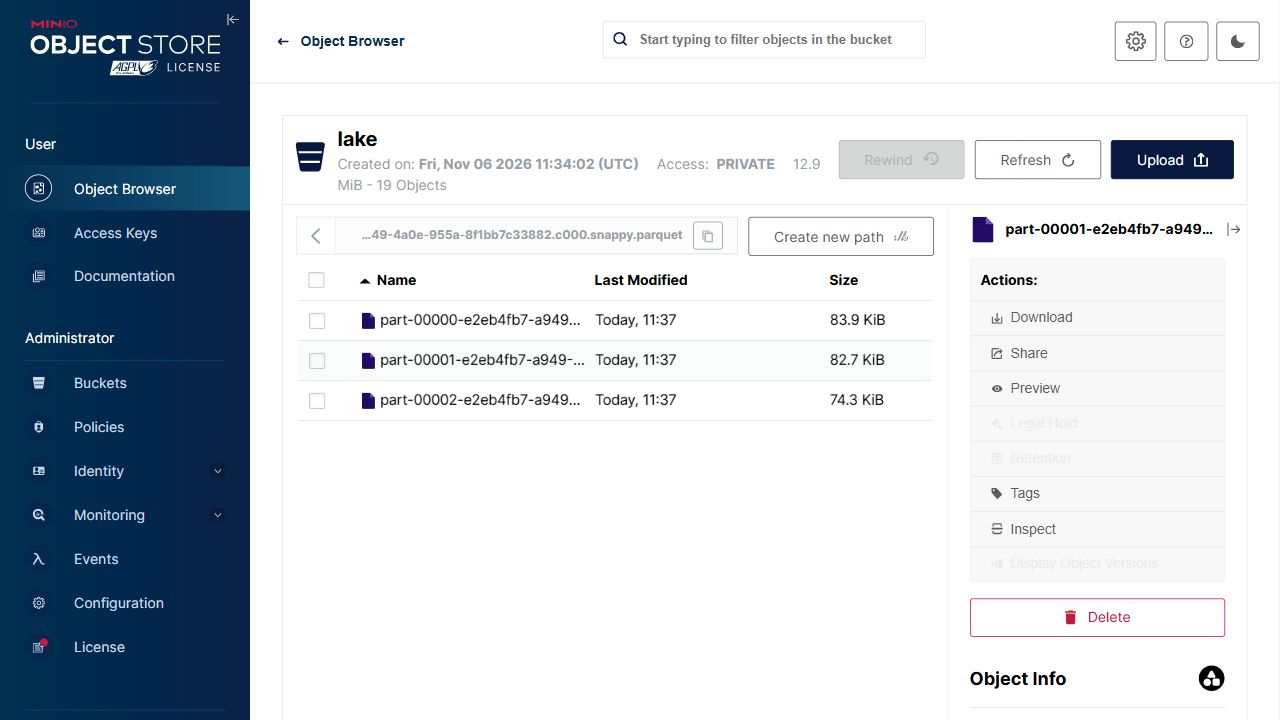 MINIO
OBJECT STORE
AGPLv3 LICENSE
User
Object Browser
Access Keys
Documentation
Administrator
Buckets
Policies
Identity
Monitoring
Events
Configuration
License
Object Browser
Start typing to filter objects in the bucket
lake
Created on: Fri, Nov 06 2026 11:34:02 (UTC) Access: PRIVATE 12.9
MiB - 19 Objects
Rewind
Refresh
Upload
...49-4a0e-955a-8f1bb7c33882.c000.snappy.parquet
Create new path
Name Last Modified Size
part-00000-e2eb4fb7-a949... Today, 11:37 83.9 KiB
part-00001-e2eb4fb7-a949-... Today, 11:37 82.7 KiB
part-00002-e2eb4fb7-a949... Today, 11:37 74.3 KiB
part-00001-e2eb4fb7-a949...
Actions:
Download
Share
Preview
Legal Hold
Retention
Tags
Inspect
Display Object Versions
Delete
Object Info